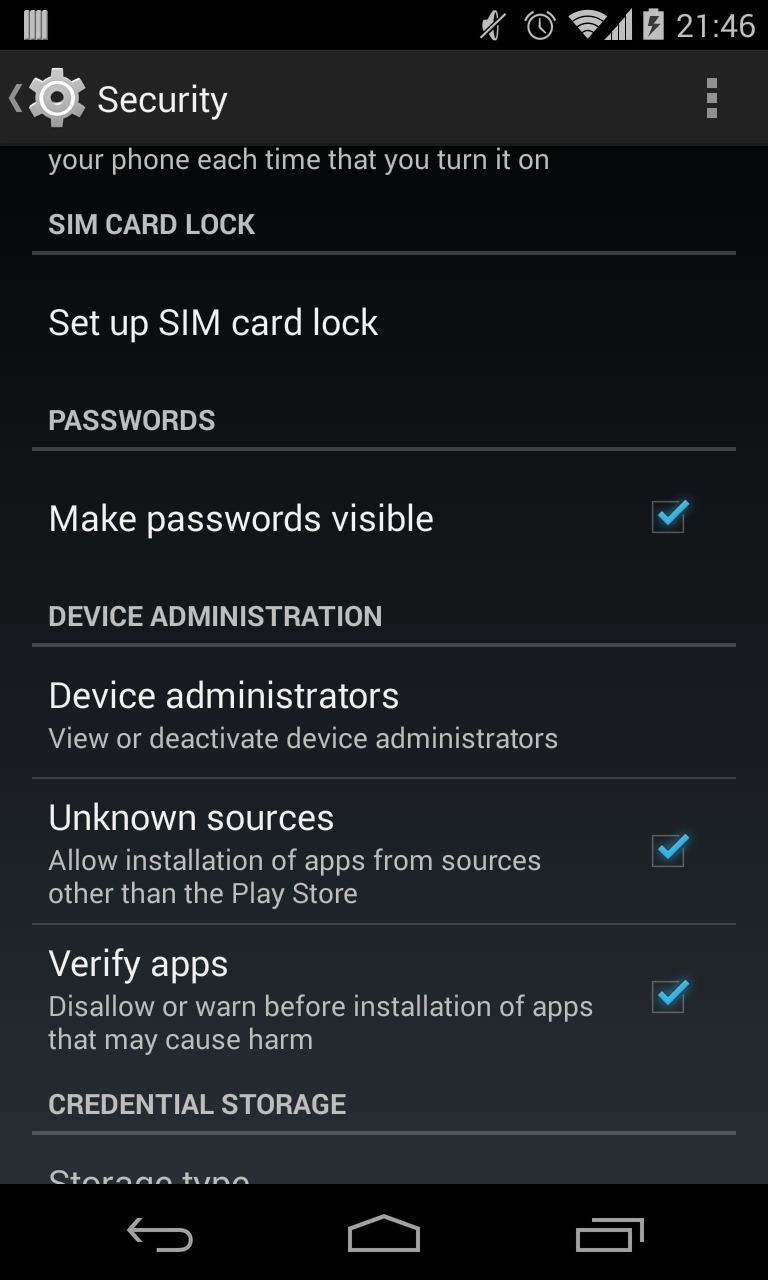 21:46
Security
your phone each time that you turn it on
SIM CARD LOCK
Set up SIM card lock
PASSWORDS
Make passwords visible
DEVICE ADMINISTRATION
Device administrators
View or deactivate device administrators
Unknown sources
Allow installation of apps from sources
other than the Play Store
Verify apps
Disallow or warn before installation of apps
that may cause harm
CREDENTIAL STORAGE
Storage type